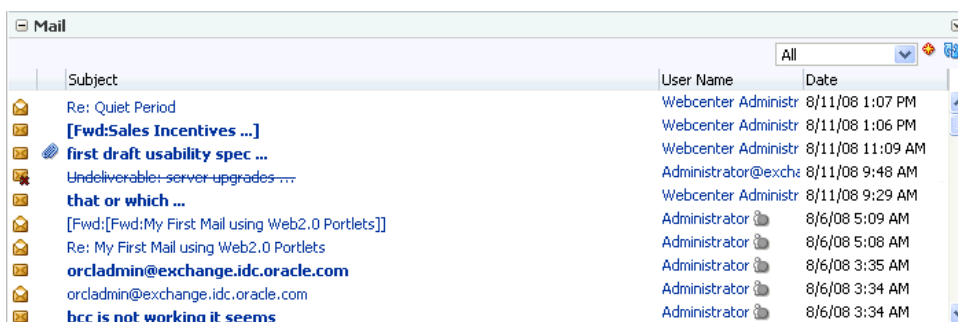 Mail
All
Subject User Name Date
Re: Quiet Period Webcenter Administr 8/11/08 1:07 PM
[Fwd:Sales Incentives ...] Webcenter Administr 8/11/08 1:06 PM
first draft usability spec ... Webcenter Administr 8/11/08 11:09 AM
Undeliverable: server upgrades ... Administrator@excha 8/11/08 9:48 AM
that or which ... Webcenter Administr 8/11/08 9:29 AM
[Fwd:[Fwd:My First Mail using Web2.0 Portlets]] Administrator 8/6/08 5:09 AM
Re: My First Mail using Web2.0 Portlets Administrator 8/6/08 5:08 AM
orcladmin@exchange.idc.oracle.com Administrator 8/6/08 3:35 AM
orcladmin@exchange.idc.oracle.com Administrator 8/6/08 3:34 AM
bcc is not working it seems Administrator 8/6/08 3:34 AM